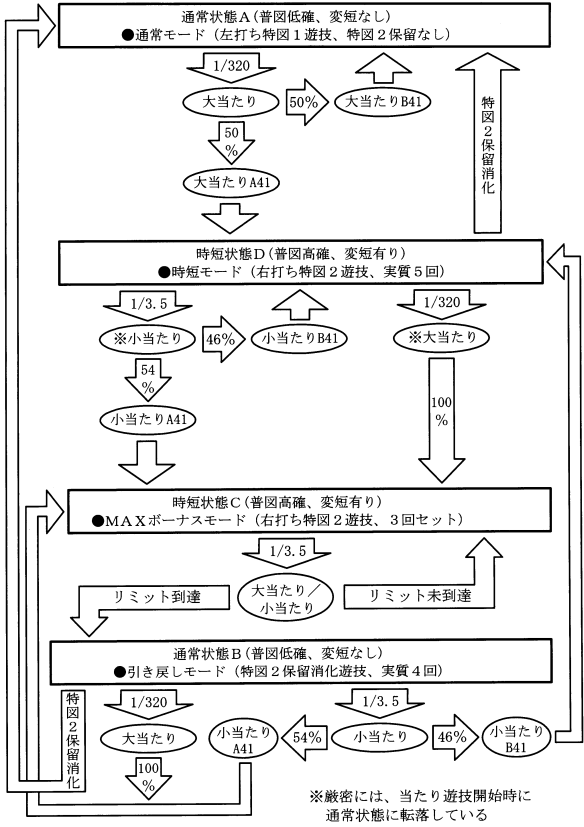 通常状態A(普図低確、変短なし)
●通常モード(左打ち特図1遊技、特図2保留なし)
1/320
大当たり
50%
大当たりB41
特図2保留消化
50
%
大当たりA41
時短状態D(普図高確、変短有り)
●時短モード(右打ち特図2遊技、実質5回)
1/3.5
1/320
※小当たり
46%
小当たりB41
※大当たり
54
%
100
%
小当たりA41
時短状態C(普図高確、変短有り)
●MAXボーナスモード(右打ち特図2遊技、3回セット)
1/3.5
リミット到達
大当たり/
小当たり
リミット未到達
通常状態B(普図低確、変短なし)
●引き戻しモード(特図2保留消化遊技、実質4回)
特図2保留消化
1/320
1/3.5
大当たり
小当たり
A41
54%
小当たり
46%
小当たり
B41
100
%
※厳密には、当たり遊技開始時に
通常状態に転落している